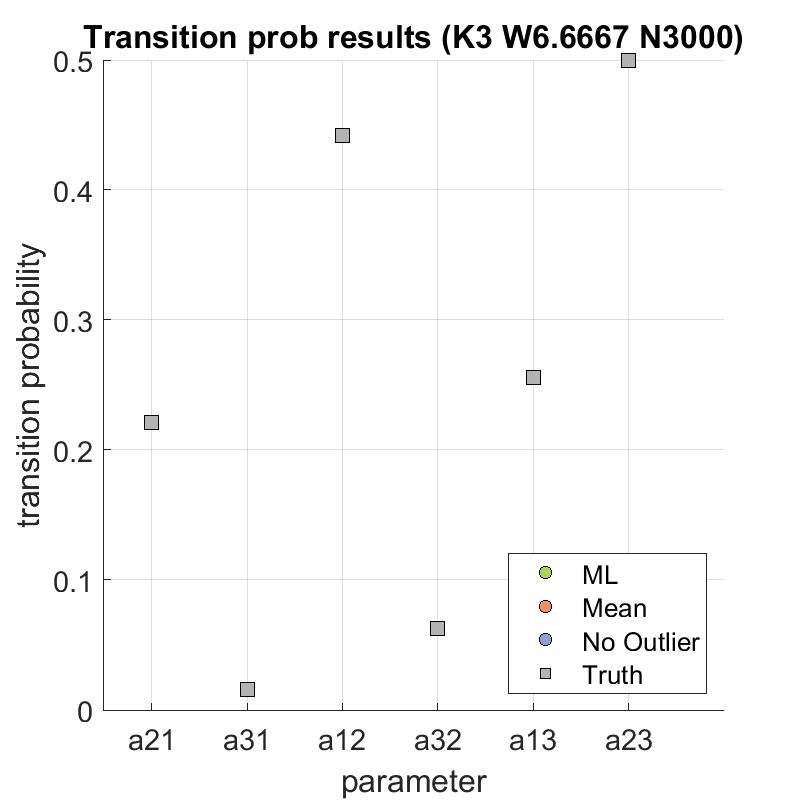 Transition prob results (K3 W6.6667 N3000)
0.5
0.4
0.3
0.2
0.1
0
transition probability
ML
Mean
No Outlier
Truth
a21 a31 a12 a32 a13 a23
parameter